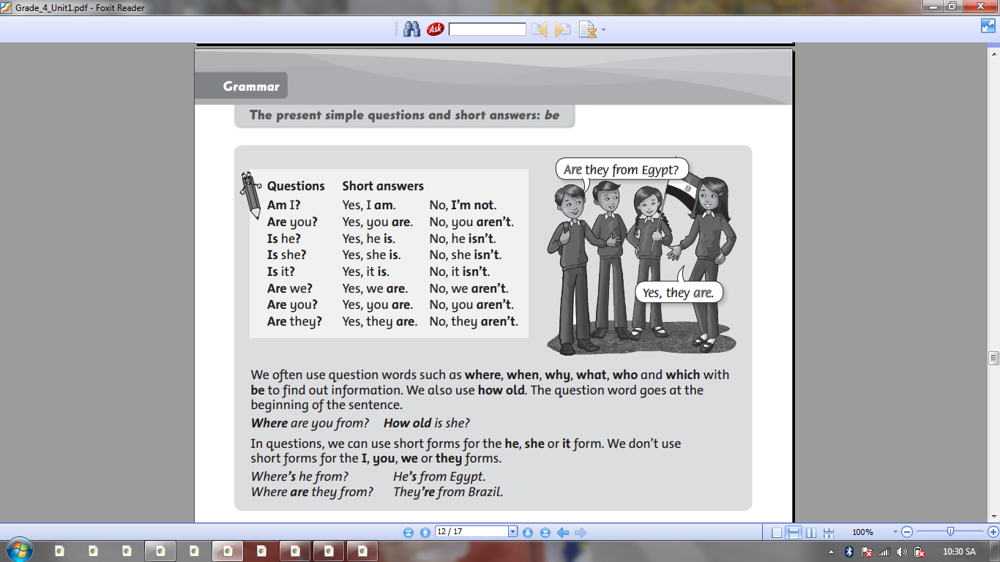 Grade_4_Unit1.pdf - Foxit Reader
Ask
Grammar
The present simple questions and short answers: be
Are they from Egypt?
Questions Short answers
Am I? Yes, I am. No, I'm not.
Are you? Yes, you are. No, you aren't.
Is he? Yes, he is. No, he isn't.
Is she? Yes, she is. No, she isn't.
Is it? Yes, it is. No, it isn't.
Are we? Yes, we are. No, we aren't.
Are you? Yes, you are. No, you aren't.
Are they? Yes, they are. No, they aren't.
Yes, they are.
We often use question words such as where, when, why, what, who and which with
be to find out information. We also use how old. The question word goes at the
beginning of the sentence.
Where are you from? How old is she?
In questions, we can use short forms for the he, she or it form. We don't use
short forms for the I, you, we or they forms.
Where's he from? He's from Egypt.
Where are they from? They're from Brazil.
12 / 17
100%
10:30 SA